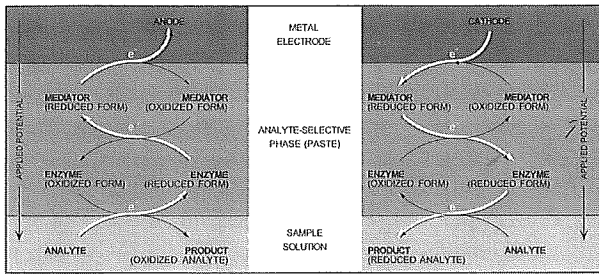 ANODE
METAL
ELECTRODE
CATHODE
e
e
MEDIATOR
(REDUCED FORM)
MEDIATOR
(OXIDIZED FORM)
MEDIATOR
(REDUCED FORM)
MEDIATOR
(OXIDIZED FORM)
APPLIED POTENTIAL
ANALYTE-SELECTIVE
PHASE (PASTE)
APPLIED POTENTIAL
e
e
ENZYME
(OXIDIZED FORM)
ENZYME
(REDUCED FORM)
ENZYME
(OXIDIZED FORM)
ENZYME
(REDUCED FORM)
e
e
SAMPLE
SOLUTION
ANALYTE
PRODUCT
(OXIDIZED ANALYTE)
PRODUCT
(REDUCED ANALYTE)
ANALYTE